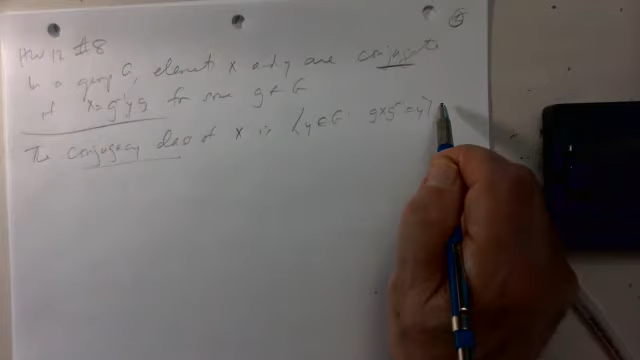 HW 12 #8
In a group G, elements x and y are conjugate
if x = g⁻¹yg for some g ∈ G
The conjugacy class of x is {y ∈ G : gxg⁻¹ = y}